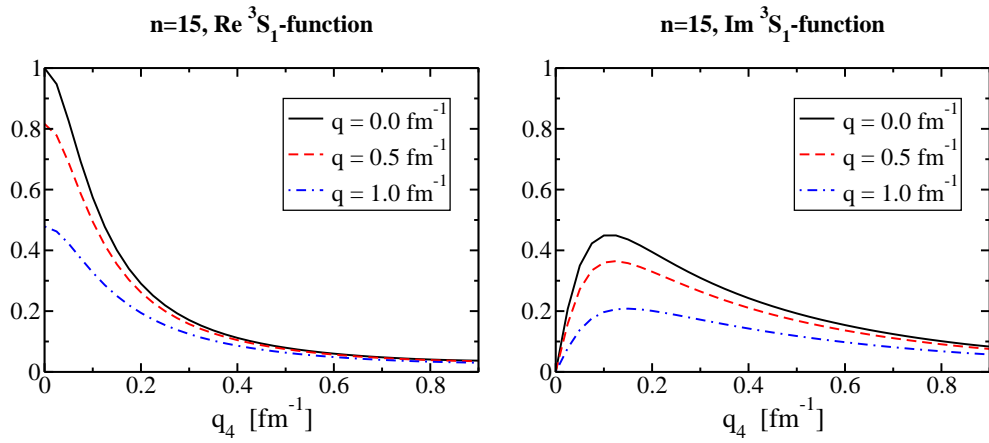 n=15, Re ³S₁-function
1
0.8
0.6
0.4
0.2
0
0
0.2
0.4
0.6
0.8
q = 0.0 fm⁻¹
q = 0.5 fm⁻¹
q = 1.0 fm⁻¹
q₄ [fm⁻¹]
n=15, Im ³S₁-function
1
0.8
0.6
0.4
0.2
0
0
0.2
0.4
0.6
0.8
q = 0.0 fm⁻¹
q = 0.5 fm⁻¹
q = 1.0 fm⁻¹
q₄ [fm⁻¹]